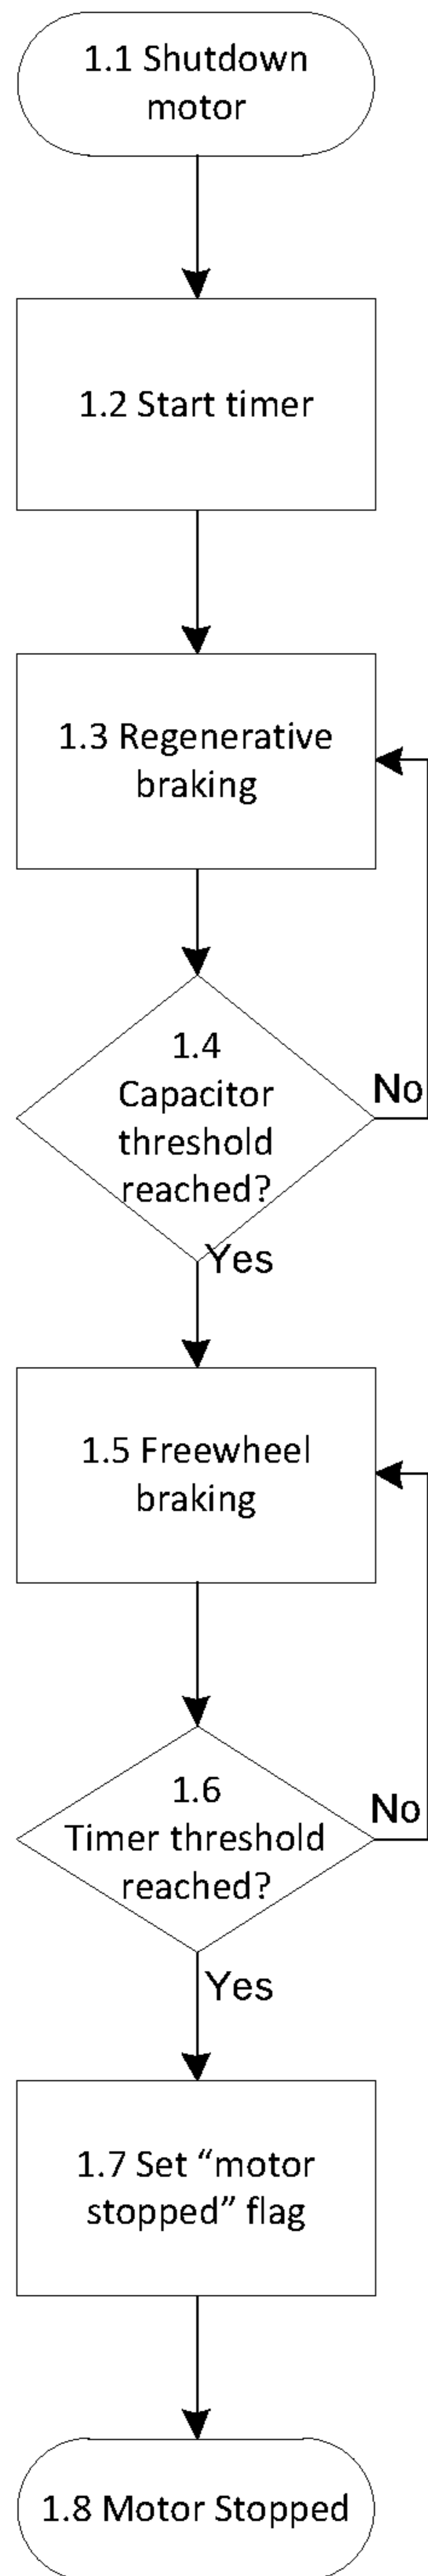 1.1 Shutdown
motor
1.2 Start timer
1.3 Regenerative
braking
1.4
Capacitor
threshold
reached?
No
Yes
1.5 Freewheel
braking
1.6
Timer threshold
reached?
No
Yes
1.7 Set “motor
stopped” flag
1.8 Motor Stopped